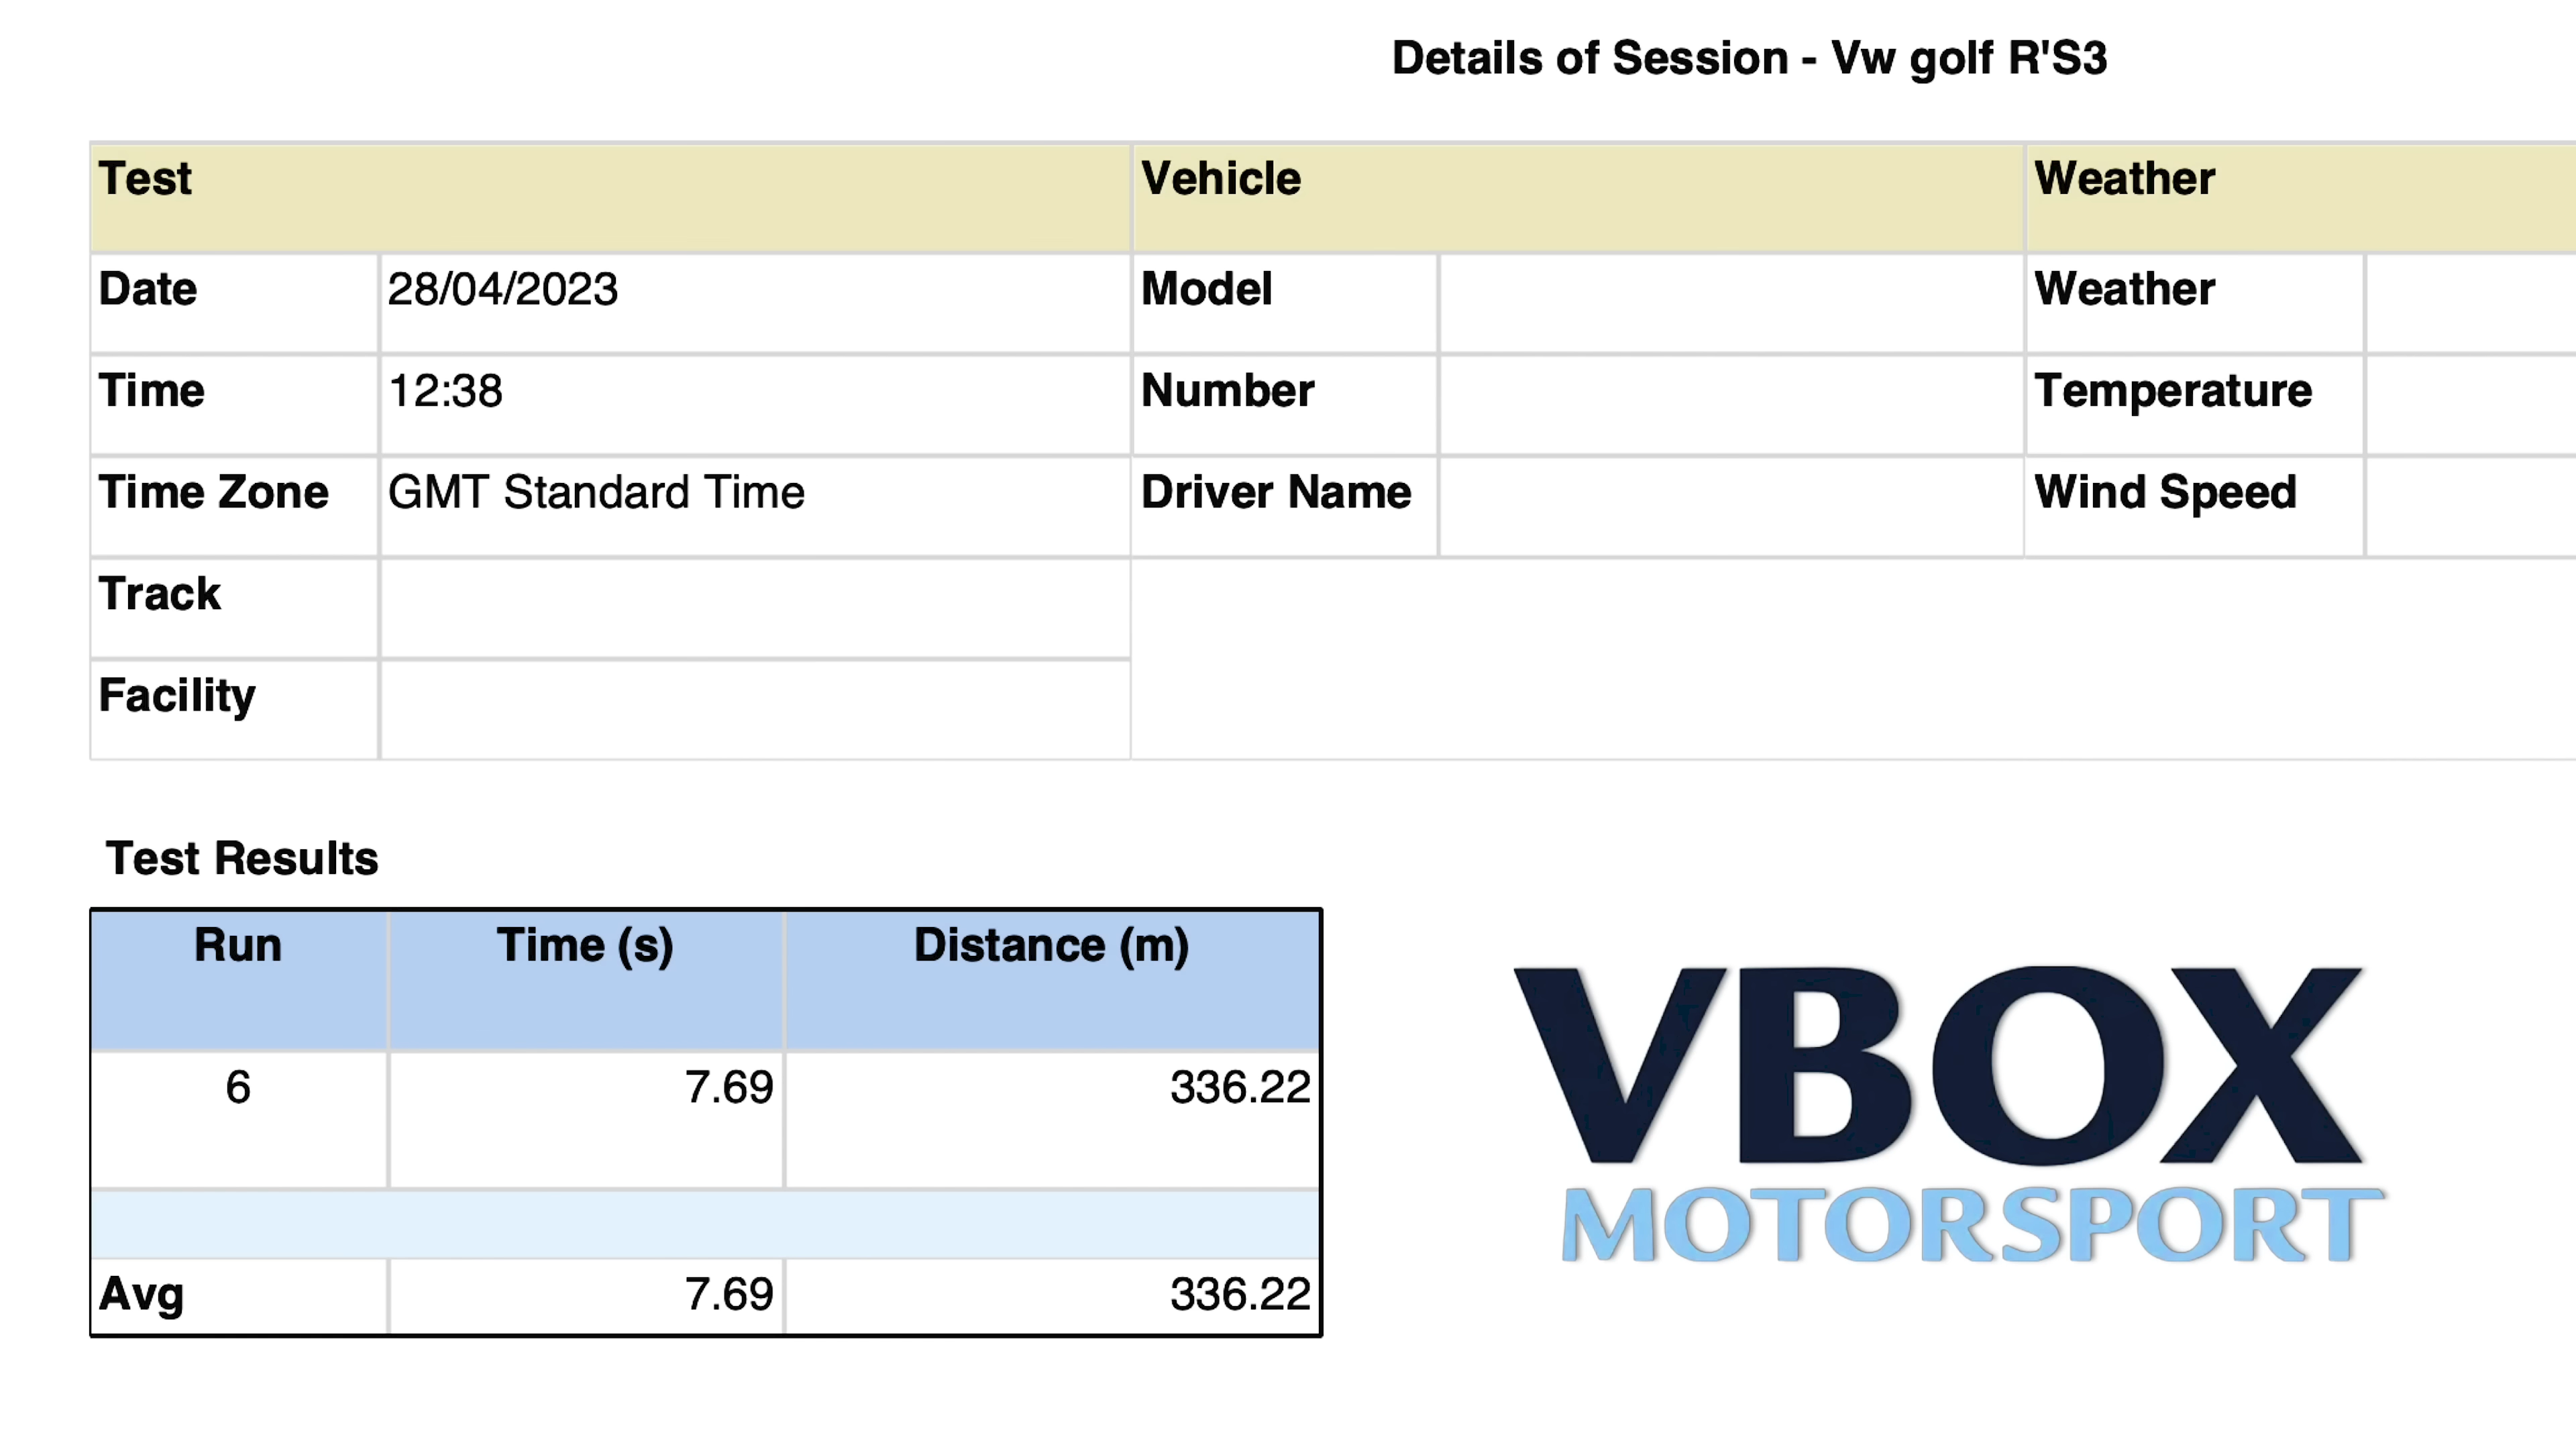 Details of Session - Vw golf R'S3
Test Vehicle Weather
Date 28/04/2023 Model Weather
Time 12:38 Number Temperature
Time Zone GMT Standard Time Driver Name Wind Speed
Track
Facility
Test Results
Run Time (s) Distance (m)
6 7.69 336.22
Avg 7.69 336.22
VBOX
MOTORSPORT